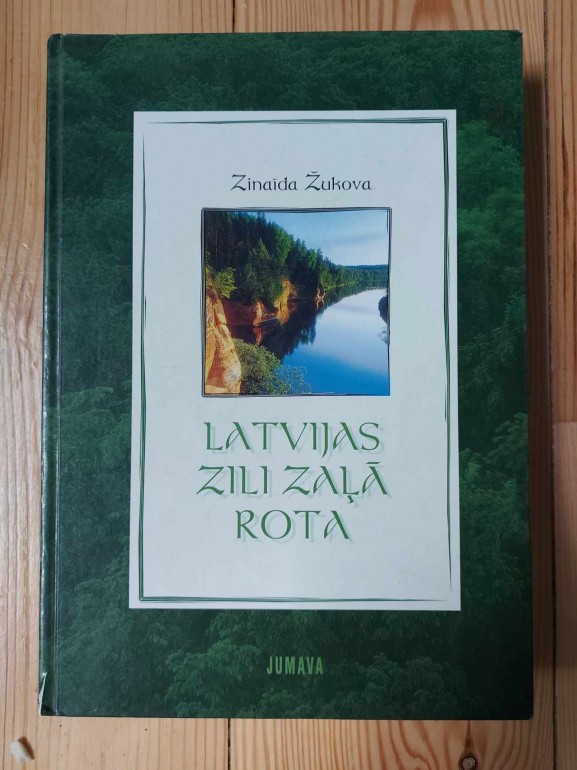 Zinaīda Žukova
LATVIJAS
ZILI ZAĻĀ
ROTA
JUMAVA